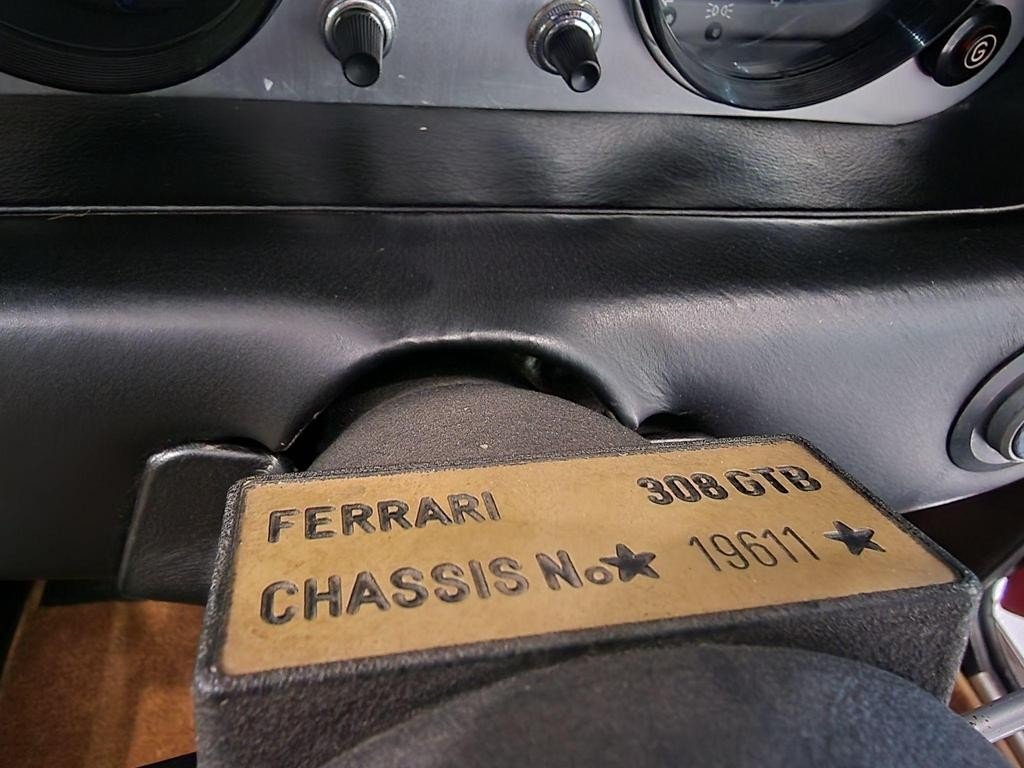 G
FERRARI 308 GTB
CHASSIS No★ 19611 ★